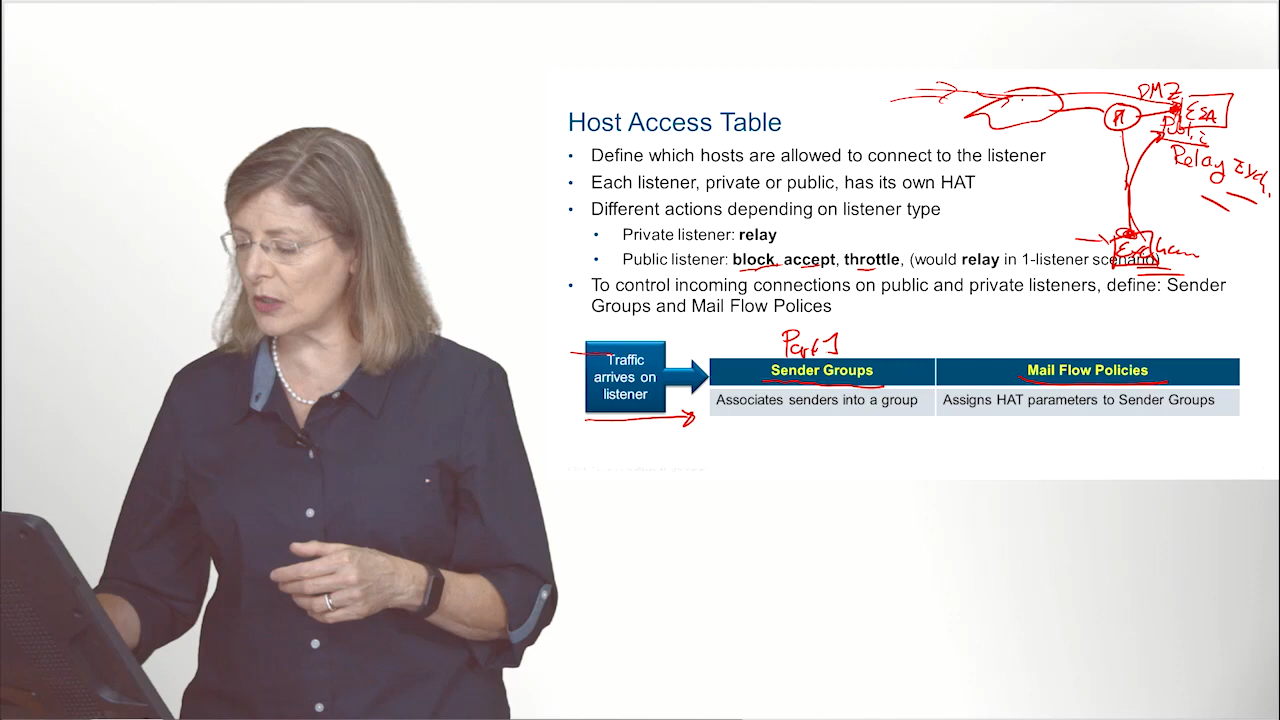 DMZ
ESA
Public
Relay Exch.
Host Access Table
• Define which hosts are allowed to connect to the listener
• Each listener, private or public, has its own HAT
• Different actions depending on listener type
• Private listener: relay
• Public listener: block, accept, throttle, (would relay in 1-listener scenario)
• To control incoming connections on public and private listeners, define: Sender
Groups and Mail Flow Polices
Part 1
Traffic
arrives on
listener
Sender Groups
Mail Flow Policies
Associates senders into a group
Assigns HAT parameters to Sender Groups